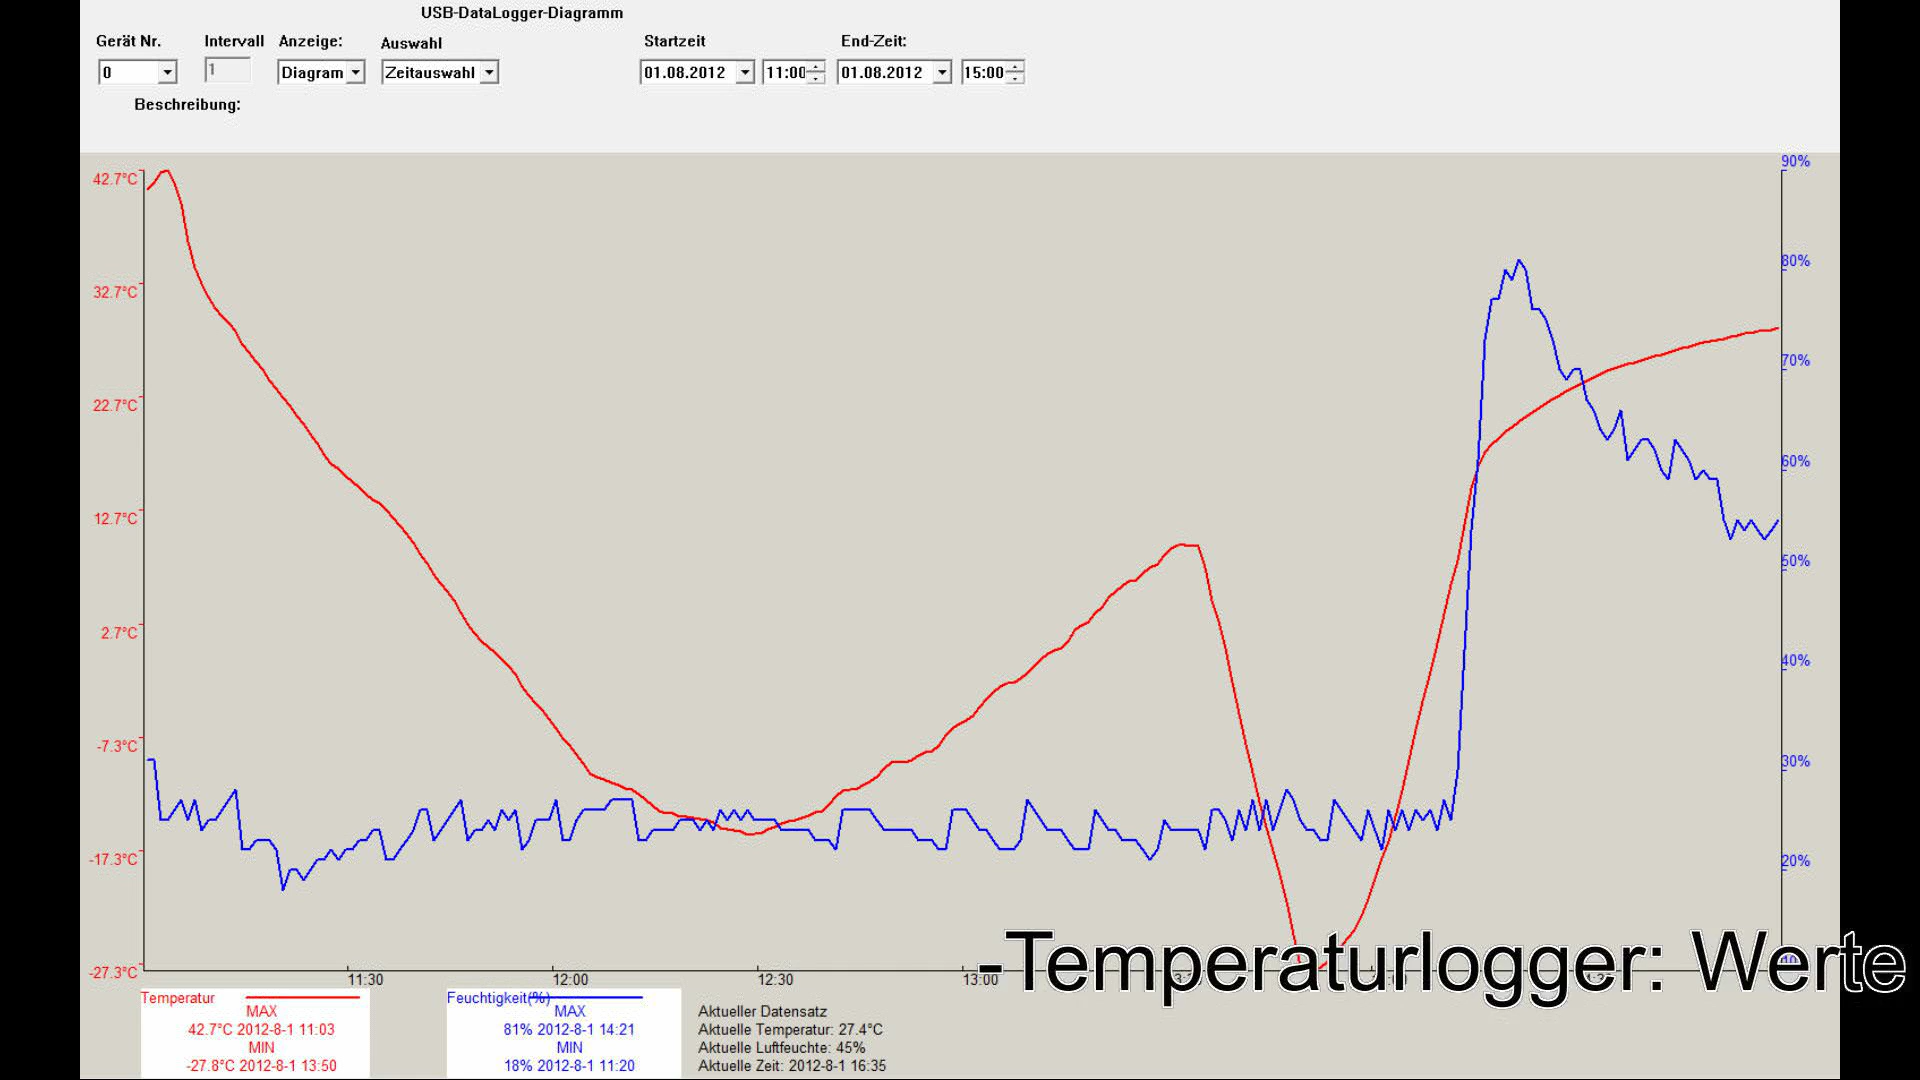 USB-DataLogger-Diagramm
Gerät Nr. Intervall Anzeige: Auswahl Startzeit End-Zeit:
0 1 Diagram Zeitauswahl 01.08.2012 11:00 01.08.2012 15:00
Beschreibung:
90%
42.7°C
80%
32.7°C
70%
22.7°C
60%
12.7°C
50%
2.7°C
40%
-7.3°C
30%
-17.3°C
20%
-27.3°C
11:30 12:00 12:30 13:00
-Temperaturlogger: Werte
Temperatur
MAX
42.7°C 2012-8-1 11:03
MIN
-27.8°C 2012-8-1 13:50
Feuchtigkeit(%)
MAX
81% 2012-8-1 14:21
MIN
18% 2012-8-1 11:20
Aktueller Datensatz
Aktuelle Temperatur: 27.4°C
Aktuelle Luftfeuchte: 45%
Aktuelle Zeit: 2012-8-1 16:35